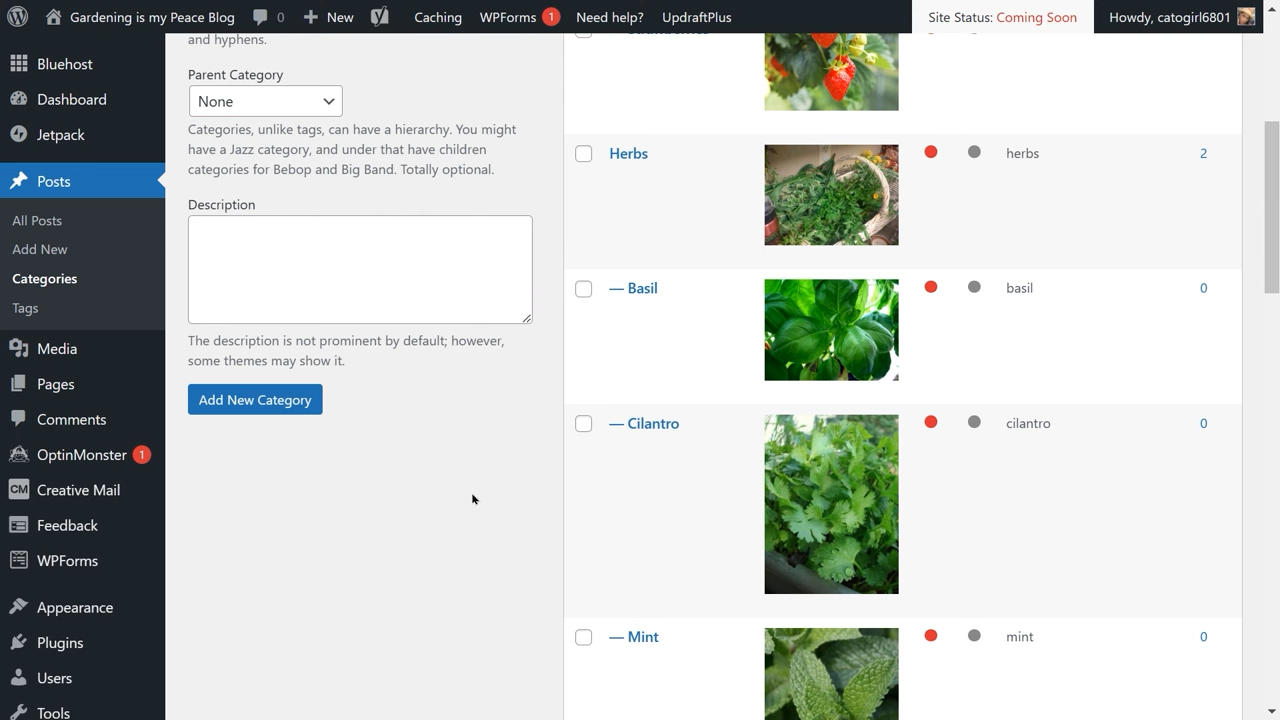 Gardening is my Peace Blog
0
New
Caching
WPForms 1
Need help?
UpdraftPlus
Site Status: Coming Soon
Howdy, catogirl6801
Bluehost
Dashboard
Jetpack
Posts
All Posts
Add New
Categories
Tags
Media
Pages
Comments
OptinMonster 1
CM Creative Mail
Feedback
WPForms
Appearance
Plugins
Users
Tools
and hyphens.
Parent Category
None
Categories, unlike tags, can have a hierarchy. You might
have a Jazz category, and under that have children
categories for Bebop and Big Band. Totally optional.
Description
The description is not prominent by default; however,
some themes may show it.
Add New Category
Herbs herbs 2
— Basil basil 0
— Cilantro cilantro 0
— Mint mint 0